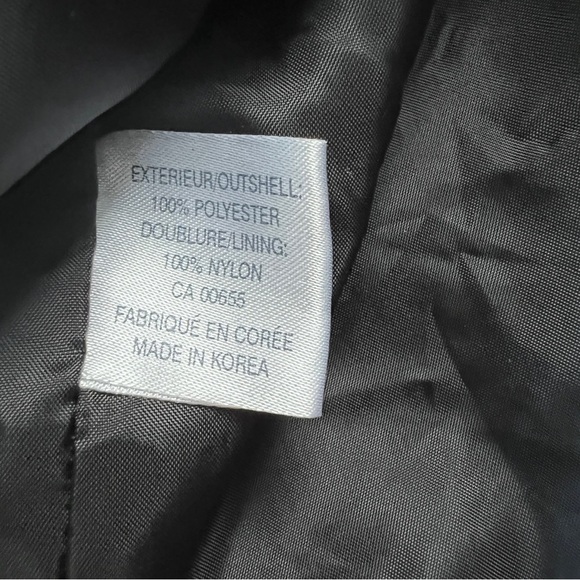 EXTERIEUR/OUTSHELL:
100% POLYESTER
DOUBLURE/LINING:
100% NYLON
CA 00655
FABRIQUÉ EN CORÉE
MADE IN KOREA